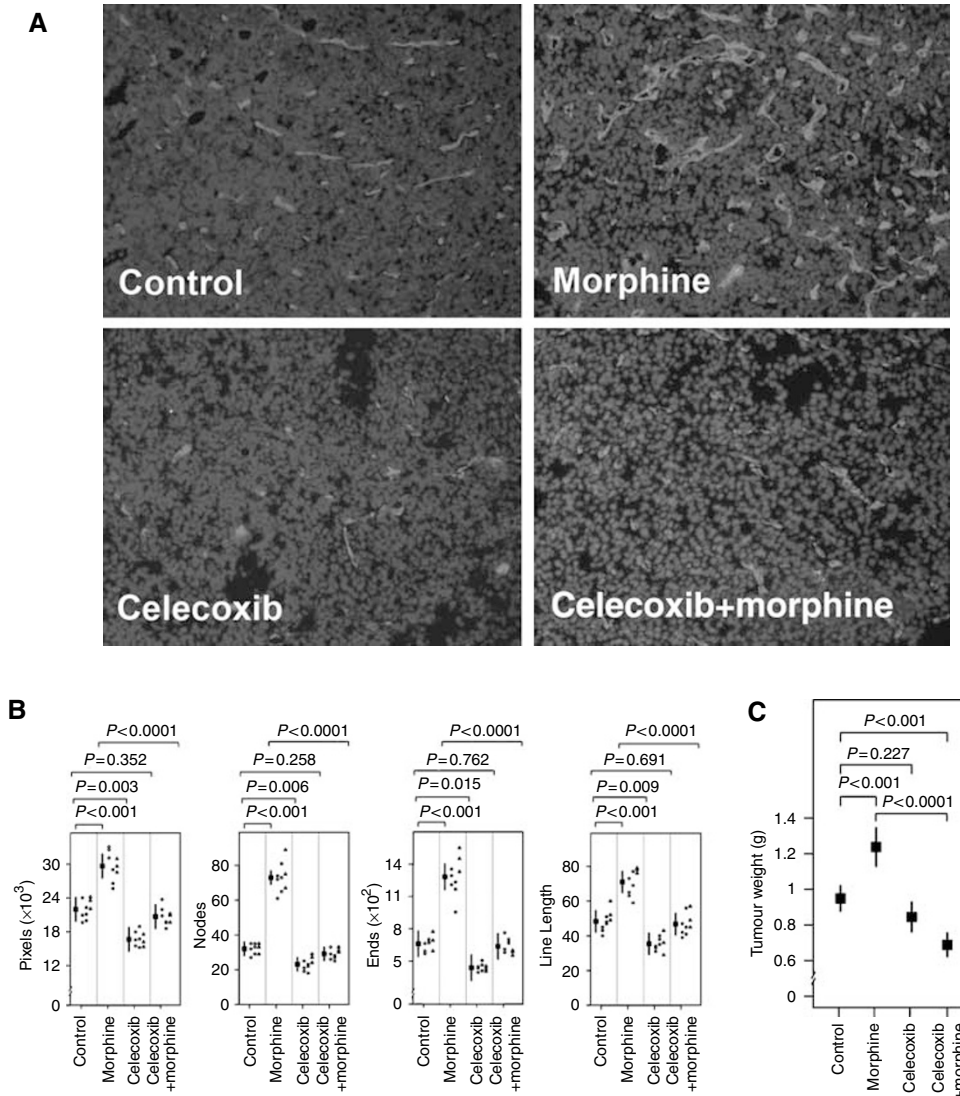 A
Control
Morphine
Celecoxib
Celecoxib+morphine
B
P<0.0001
P=0.352
P=0.003
P<0.001
Pixels (×10³)
30
22
18
12
0
Control
Morphine
Celecoxib
Celecoxib
+morphine
P<0.0001
P=0.258
P=0.006
P<0.001
Nodes
80
60
40
20
0
Control
Morphine
Celecoxib
Celecoxib
+morphine
P<0.0001
P=0.762
P=0.015
P<0.001
Ends (×10²)
14
13
8
5
0
Control
Morphine
Celecoxib
Celecoxib
+morphine
P<0.0001
P=0.691
P=0.009
P<0.001
Line Length
80
60
40
20
0
Control
Morphine
Celecoxib
Celecoxib
+morphine
C
P<0.001
P=0.227
P<0.001
P<0.0001
Tumour weight (g)
1.4
1
0.8
0.6
0
Control
Morphine
Celecoxib
Celecoxib
+morphine